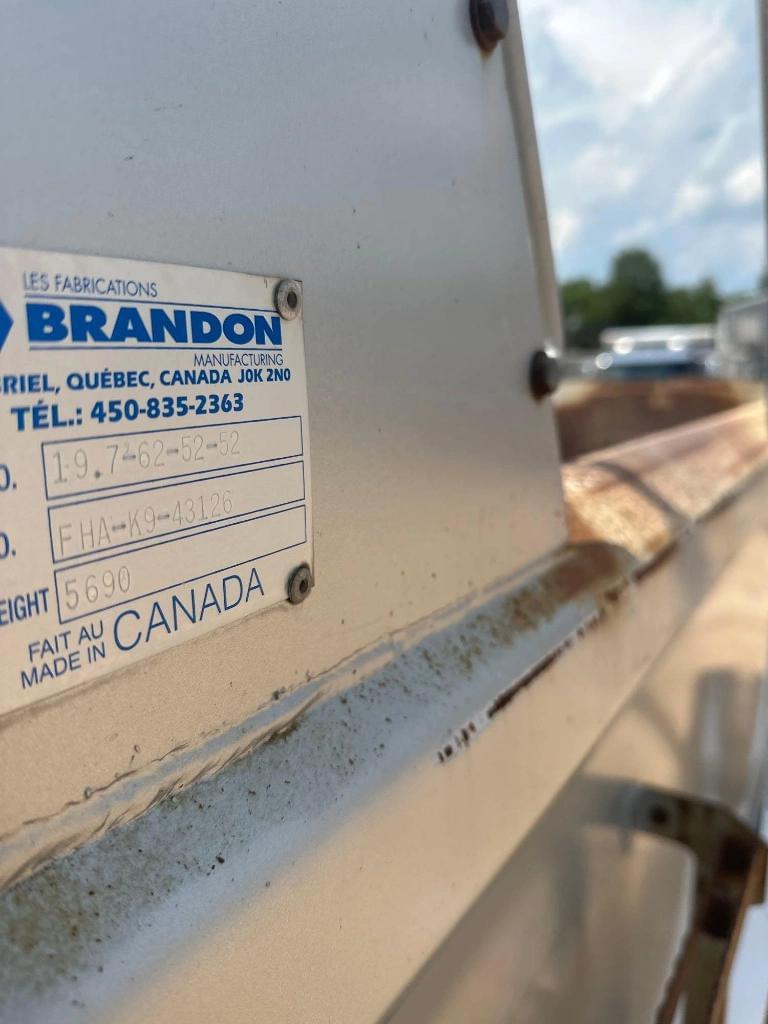 LES FABRICATIONS
BRANDON
MANUFACTURING
RIEL, QUÉBEC, CANADA J0K 2N0
TÉL.: 450-835-2363
O. 19.7-62-52-52
O. FHA-K9-43126
EIGHT 5690
FAIT AU
MADE IN CANADA